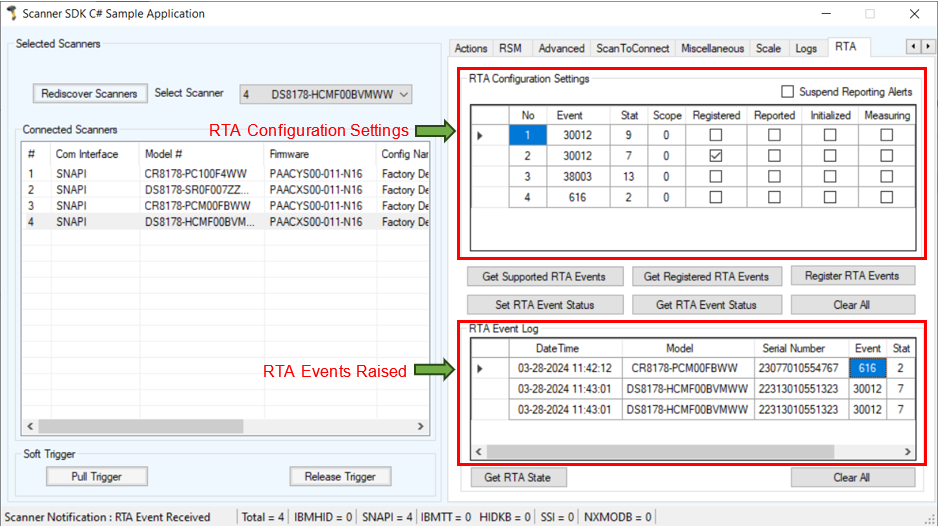 Scanner SDK C# Sample Application
Selected Scanners
Rediscover Scanners Select Scanner 4 DS8178-HCMF00BVMWW
Connected Scanners
# Com Interface Model # Firmware Config Nan
1 SNAPI CR8178-PC100F4WW PAACYS00-011-N16 Factory De
2 SNAPI DS8178-SR0F007ZZ... PAACXS00-011-N16 Factory De
3 SNAPI CR8178-PCM00FBWW PAACYS00-011-N16 Factory De
4 SNAPI DS8178-HCMF00BVM... PAACXS00-011-N16 Factory De
Soft Trigger
Pull Trigger Release Trigger
Actions RSM Advanced ScanToConnect Miscellaneous Scale Logs RTA
RTA Configuration Settings
Suspend Reporting Alerts
RTA Configuration Settings
No Event Stat Scope Registered Reported Initialized Measuring
1 30012 9 0
2 30012 7 0
3 38003 13 0
4 616 2 0
Get Supported RTA Events Get Registered RTA Events Register RTA Events
Set RTA Event Status Get RTA Event Status Clear All
RTA Event Log
RTA Events Raised
DateTime Model Serial Number Event Stat
03-28-2024 11:42:12 CR8178-PCM00FBWW 23077010554767 616 2
03-28-2024 11:43:01 DS8178-HCMF00BVMWW 22313010551323 30012 7
03-28-2024 11:43:01 DS8178-HCMF00BVMWW 22313010551323 30012 7
Get RTA State Clear All
Scanner Notification : RTA Event Received Total = 4 IBMHID = 0 SNAPI = 4 IBMTT = 0 HIDKB = 0 SSI = 0 NXMODB = 0